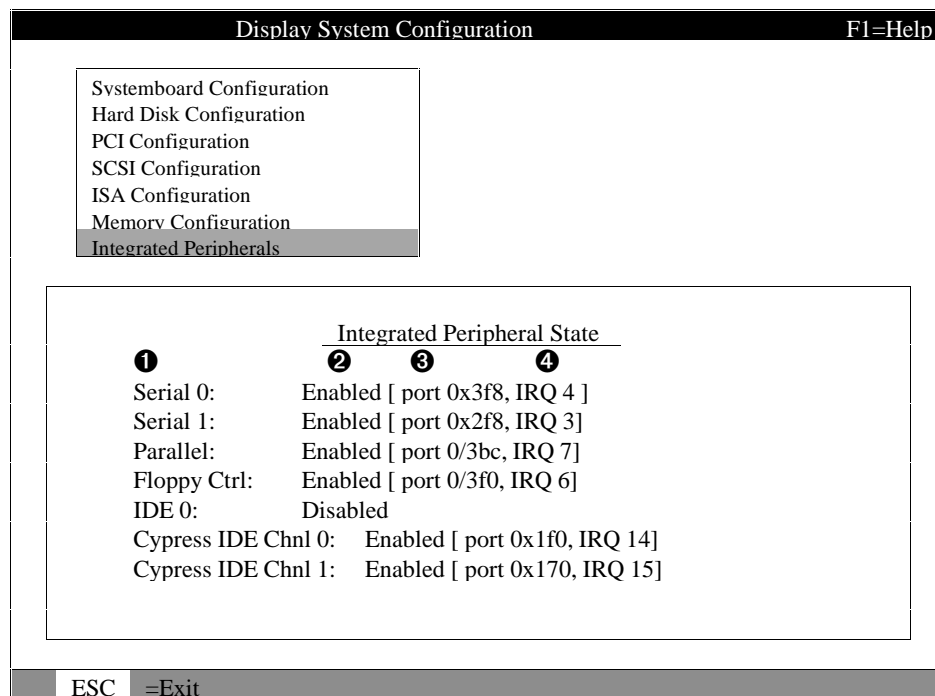 Display System Configuration F1=Help
Systemboard Configuration
Hard Disk Configuration
PCI Configuration
SCSI Configuration
ISA Configuration
Memory Configuration
Integrated Peripherals
Integrated Peripheral State
❶ ❷ ❸ ❹
Serial 0: Enabled [ port 0x3f8, IRQ 4 ]
Serial 1: Enabled [ port 0x2f8, IRQ 3]
Parallel: Enabled [ port 0/3bc, IRQ 7]
Floppy Ctrl: Enabled [ port 0/3f0, IRQ 6]
IDE 0: Disabled
Cypress IDE Chnl 0: Enabled [ port 0x1f0, IRQ 14]
Cypress IDE Chnl 1: Enabled [ port 0x170, IRQ 15]
ESC =Exit